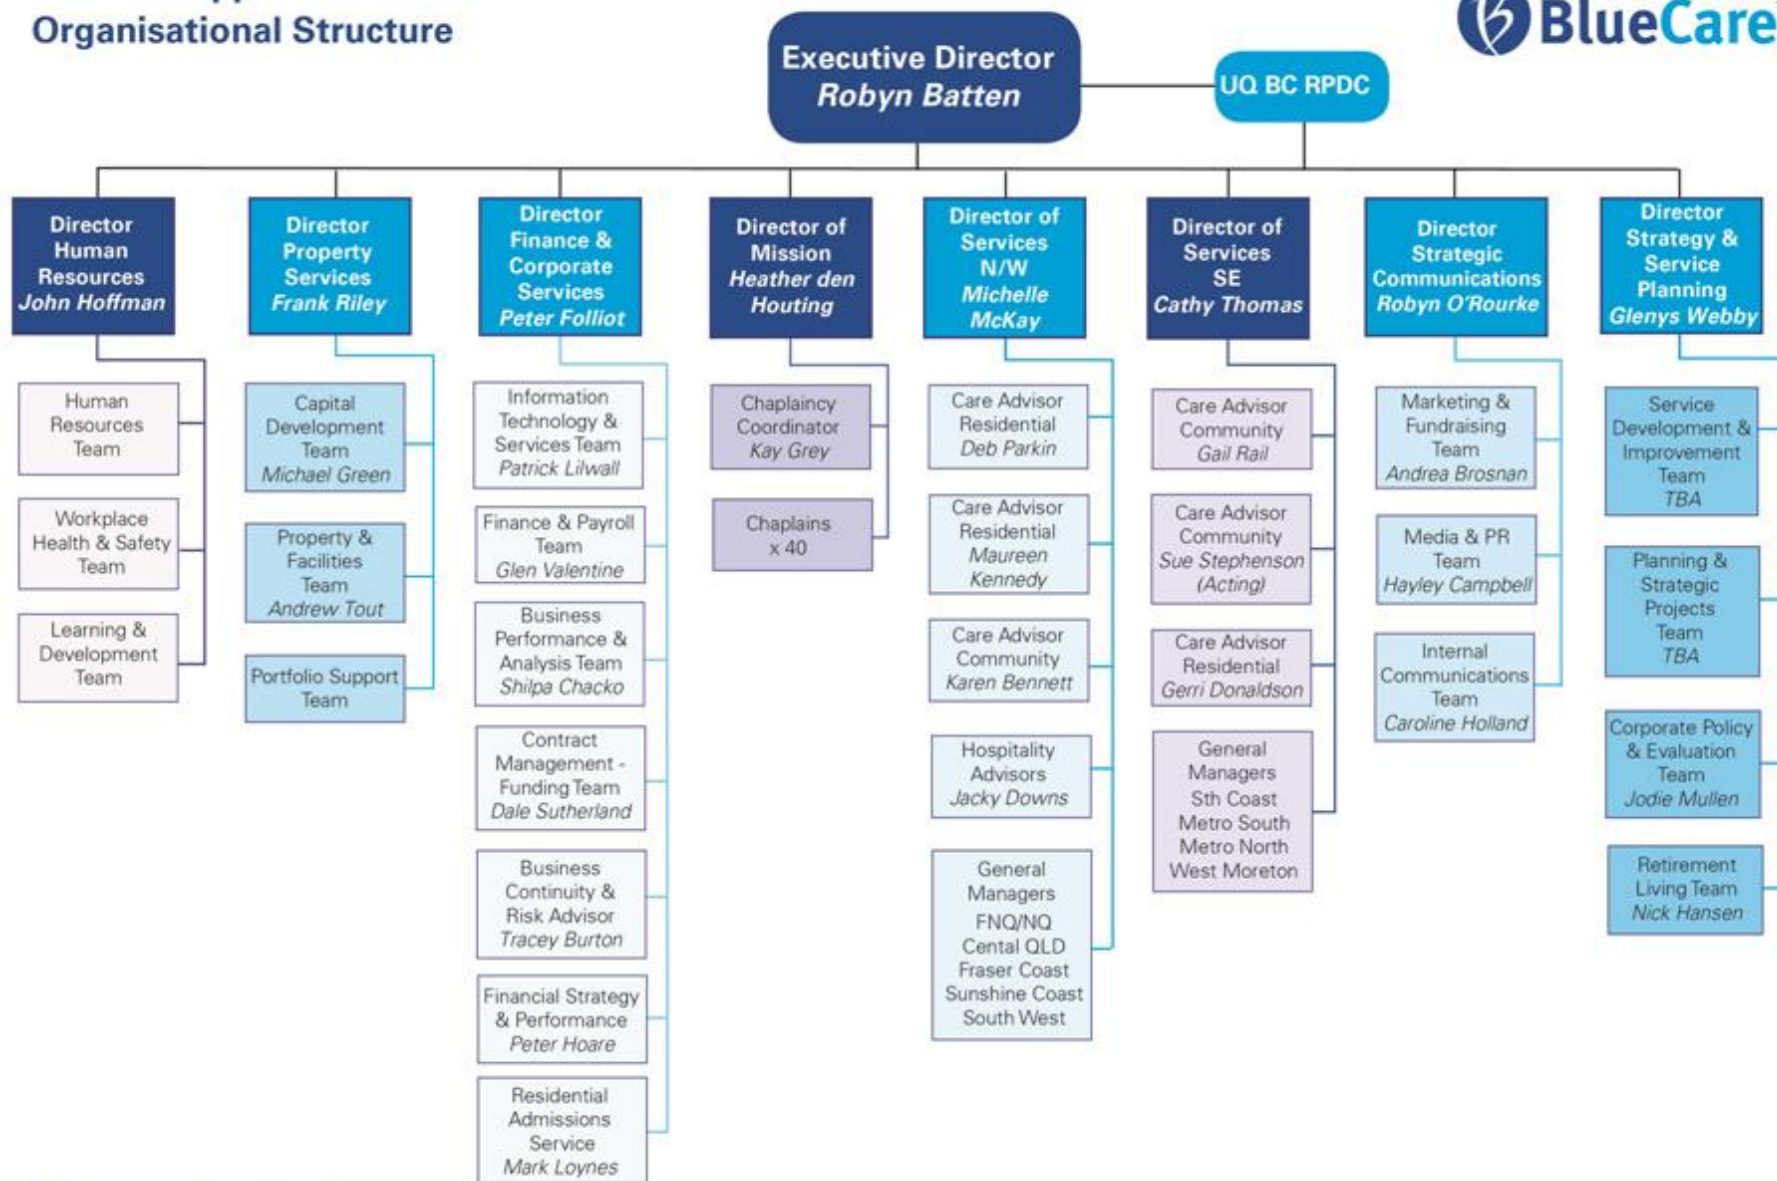 Organisational Structure
BlueCare
Executive Director
Robyn Batten
UQ BC RPDC
Director
Human
Resources
John Hoffman
Human
Resources
Team
Workplace
Health & Safety
Team
Learning &
Development
Team
Director
Property
Services
Frank Riley
Capital
Development
Team
Michael Green
Property &
Facilities
Team
Andrew Tout
Portfolio Support
Team
Director
Finance &
Corporate
Services
Peter Folliot
Information
Technology &
Services Team
Patrick Lilwall
Finance & Payroll
Team
Glen Valentine
Business
Performance &
Analysis Team
Shilpa Chacko
Contract
Management -
Funding Team
Dale Sutherland
Business
Continuity &
Risk Advisor
Tracey Burton
Financial Strategy
& Performance
Peter Hoare
Residential
Admissions
Service
Mark Loynes
Director of
Mission
Heather den
Houting
Chaplaincy
Coordinator
Kay Grey
Chaplains
x 40
Director of
Services
N/W
Michelle
McKay
Care Advisor
Residential
Deb Parkin
Care Advisor
Residential
Maureen
Kennedy
Care Advisor
Community
Karen Bennett
Hospitality
Advisors
Jacky Downs
General
Managers
FNQ/NQ
Cental QLD
Fraser Coast
Sunshine Coast
South West
Director of
Services
SE
Cathy Thomas
Care Advisor
Community
Gail Rail
Care Advisor
Community
Sue Stephenson
(Acting)
Care Advisor
Residential
Gerri Donaldson
General
Managers
Sth Coast
Metro South
Metro North
West Moreton
Director
Strategic
Communications
Robyn O'Rourke
Marketing &
Fundraising
Team
Andrea Brosnan
Media & PR
Team
Hayley Campbell
Internal
Communications
Team
Caroline Holland
Director
Strategy &
Service
Planning
Glenys Webby
Service
Development &
Improvement
Team
TBA
Planning &
Strategic
Projects
Team
TBA
Corporate Policy
& Evaluation
Team
Jodie Mullen
Retirement
Living Team
Nick Hansen